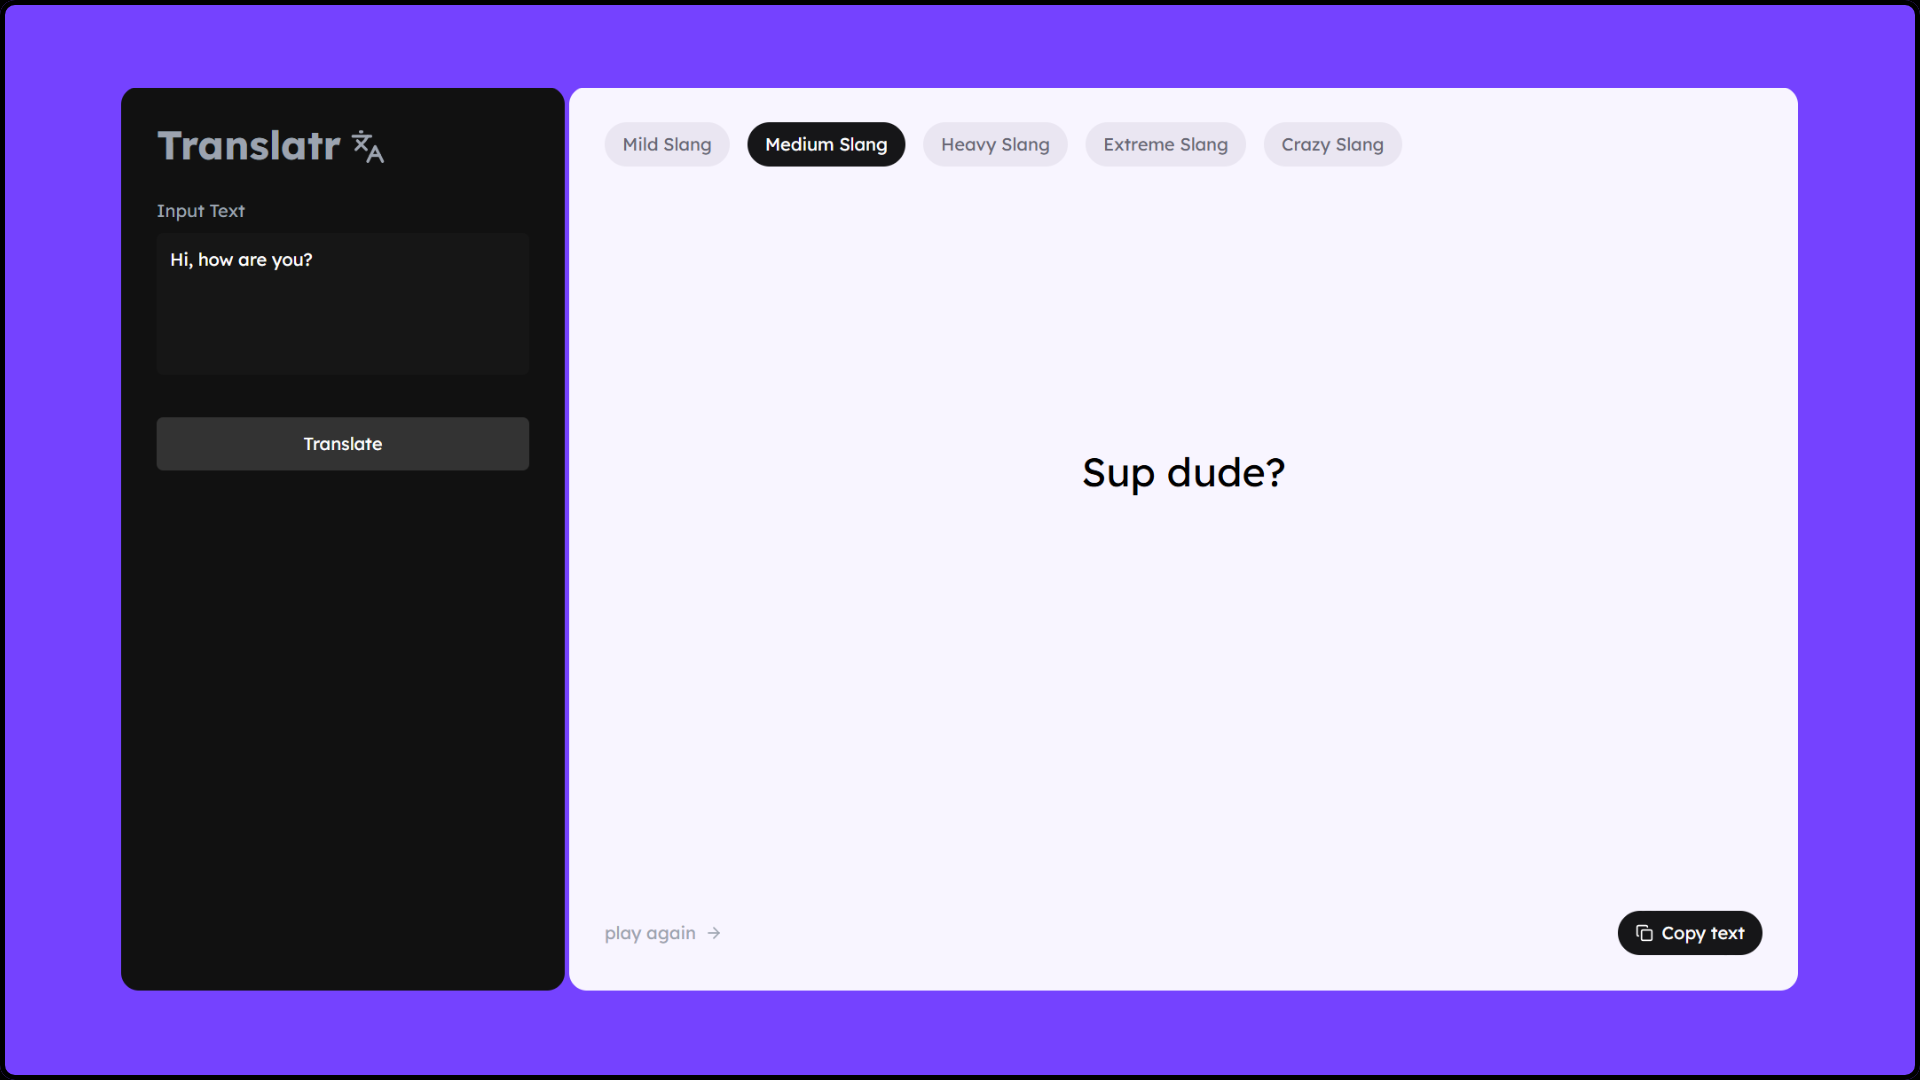 Translatr
Input Text
Hi, how are you?
Translate
Mild Slang
Medium Slang
Heavy Slang
Extreme Slang
Crazy Slang
Sup dude?
play again →
Copy text